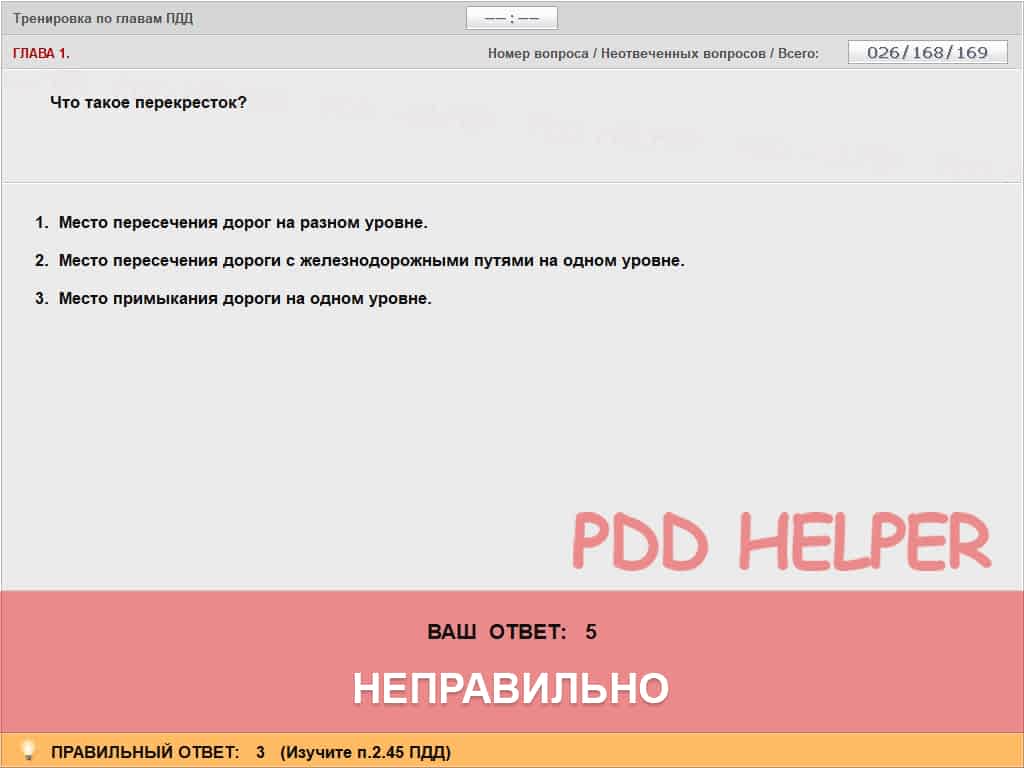 Тренировка по главам ПДД
—— : ——
ГЛАВА 1.
Номер вопроса / Неотвеченных вопросов / Всего: 026/168/169
Что такое перекресток?
1. Место пересечения дорог на разном уровне.
2. Место пересечения дороги с железнодорожными путями на одном уровне.
3. Место примыкания дороги на одном уровне.
PDD HELPER
ВАШ ОТВЕТ: 5
НЕПРАВИЛЬНО
ПРАВИЛЬНЫЙ ОТВЕТ: 3 (Изучите п.2.45 ПДД)